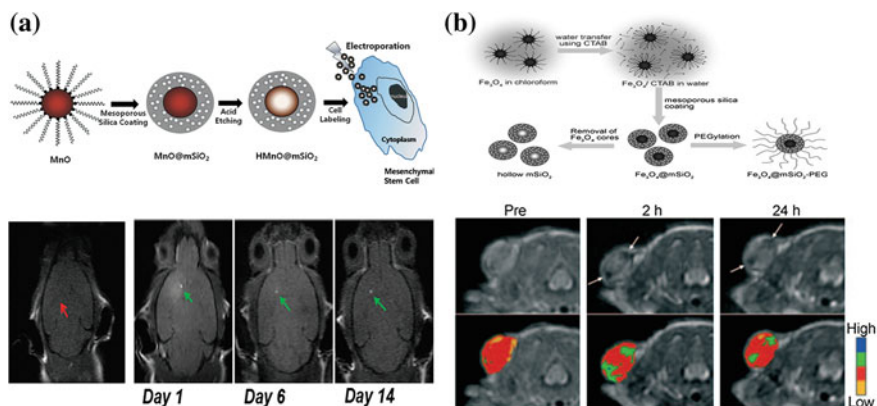 (a)
Electroporation
nucleus
MnO
Mesoporous
Silica Coating
MnO@mSiO₂
Acid
Etching
HMnO@mSiO₂
Cell
Labeling
Cytoplasm
Mesenchymal
Stem Cell
Day 1
Day 6
Day 14
(b)
water transfer
using CTAB
Fe₃O₄ in chloroform
Fe₃O₄/ CTAB in water
mesoporous silica
coating
Removal of
Fe₃O₄ cores
PEGylation
hollow mSiO₂
Fe₃O₄@mSiO₂
Fe₃O₄@mSiO₂-PEG
Pre
2 h
24 h
High
Low